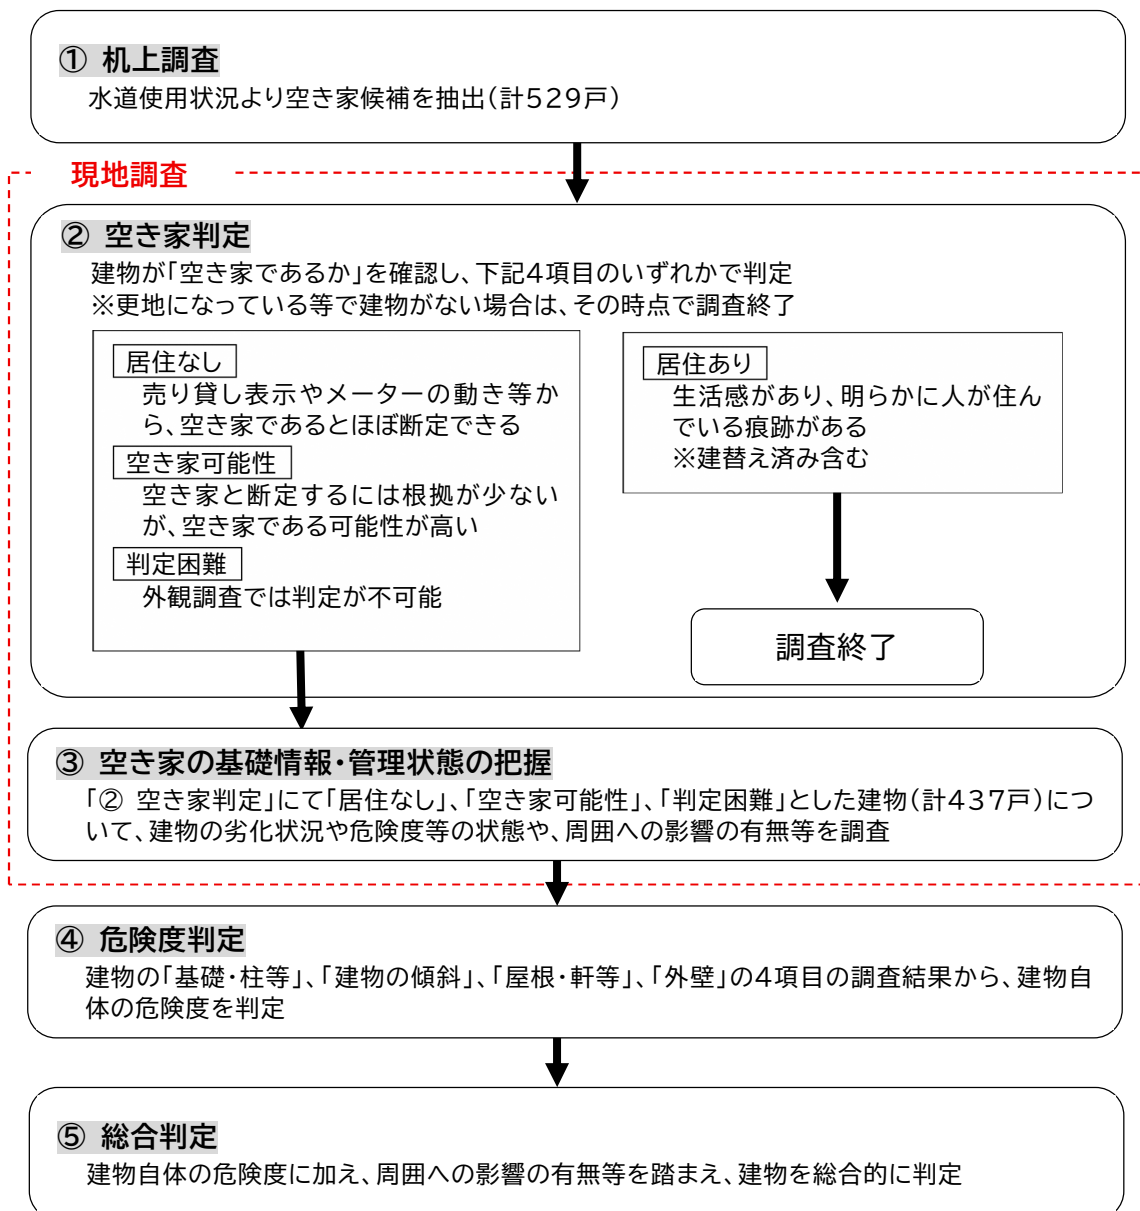 ① 机上調査
水道使用状況より空き家候補を抽出(計529戸)
現地調査
② 空き家判定
建物が「空き家であるか」を確認し、下記4項目のいずれかで判定
※更地になっている等で建物がない場合は、その時点で調査終了
居住なし
売り貸し表示やメーターの動き等か
ら、空き家であるとほぼ断定できる
空き家可能性
空き家と断定するには根拠が少ない
が、空き家である可能性が高い
判定困難
外観調査では判定が不可能
居住あり
生活感があり、明らかに人が住ん
でいる痕跡がある
※建替え済み含む
調査終了
③ 空き家の基礎情報・管理状態の把握
「② 空き家判定」にて「居住なし」、「空き家可能性」、「判定困難」とした建物(計437戸)につ
いて、建物の劣化状況や危険度等の状態や、周囲への影響の有無等を調査
④ 危険度判定
建物の「基礎・柱等」、「建物の傾斜」、「屋根・軒等」、「外壁」の4項目の調査結果から、建物自
体の危険度を判定
⑤ 総合判定
建物自体の危険度に加え、周囲への影響の有無等を踏まえ、建物を総合的に判定